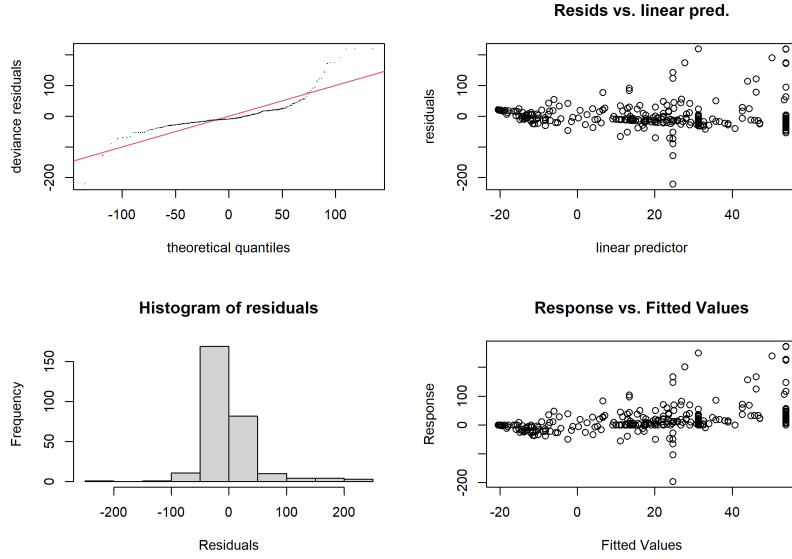 deviance residuals
100
0
-200
-100
-50
0
50
100
theoretical quantiles
Resids vs. linear pred.
residuals
100
0
-200
-20
0
20
40
linear predictor
Histogram of residuals
Frequency
150
100
50
0
-200
-100
0
100
200
Residuals
Response vs. Fitted Values
Response
100
0
-200
-20
0
20
40
Fitted Values